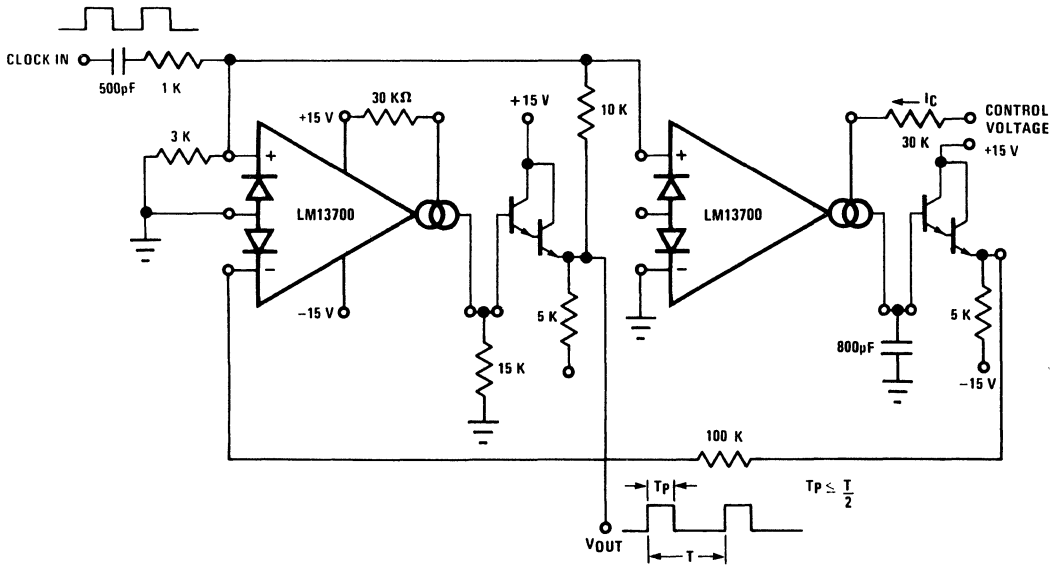 CLOCK IN
500pF
1 K
3 K
+15 V
30 KΩ
+
LM13700
−
−15 V
+15 V
5 K
15 K
10 K
+
LM13700
−
IC
30 K
CONTROL
VOLTAGE
+15 V
5 K
800pF
−15 V
100 K
TP
TP ≤ T/2
VOUT
T